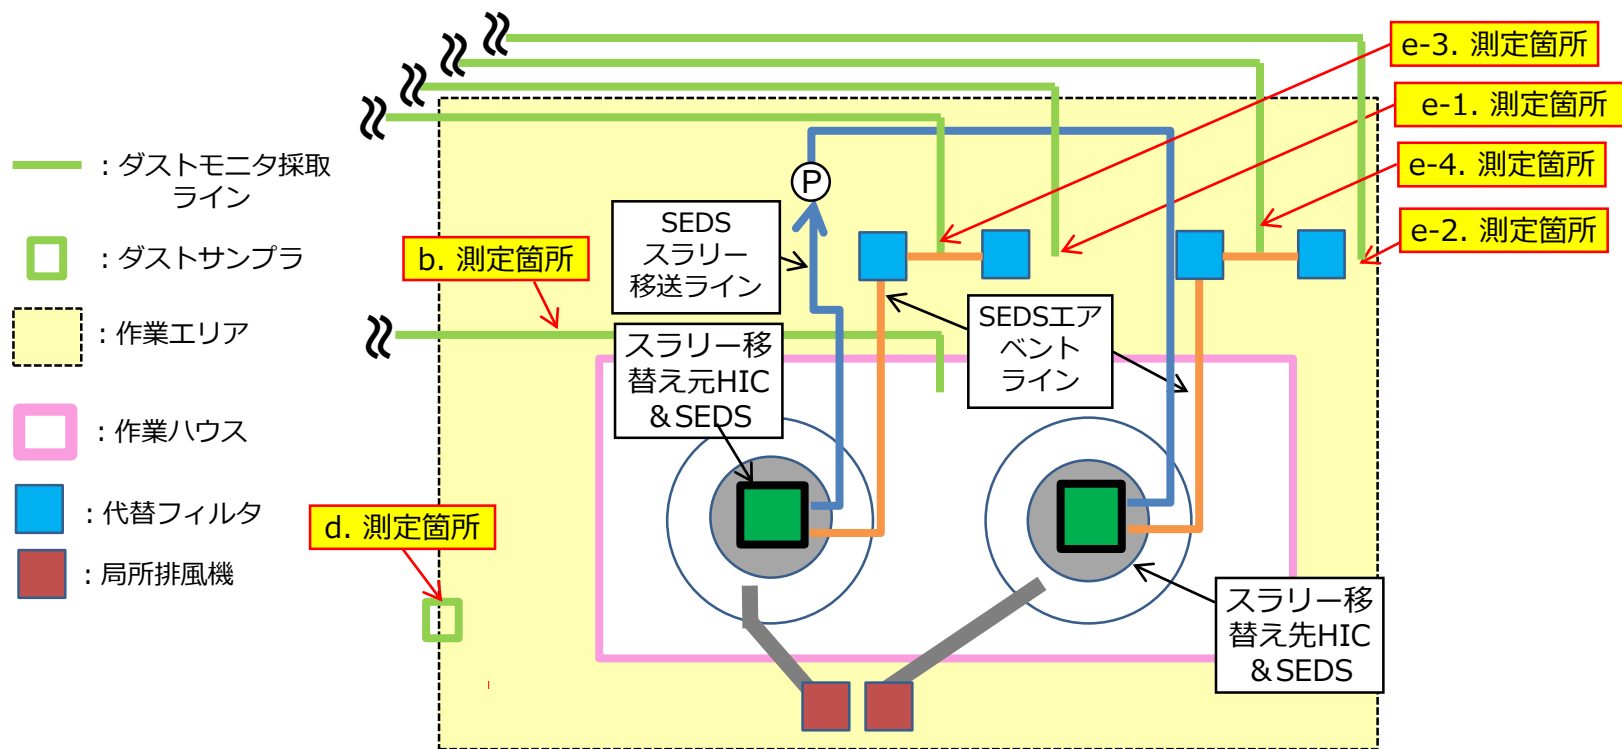 e-3. 測定箇所
e-1. 測定箇所
e-4. 測定箇所
e-2. 測定箇所
：ダストモニタ採取
ライン
：ダストサンプラ
：作業エリア
：作業ハウス
：代替フィルタ
：局所排風機
P
SEDS
スラリー
移送ライン
b. 測定箇所
SEDSエア
ベント
ライン
スラリー移
替え元HIC
＆SEDS
d. 測定箇所
スラリー移
替え先HIC
＆SEDS